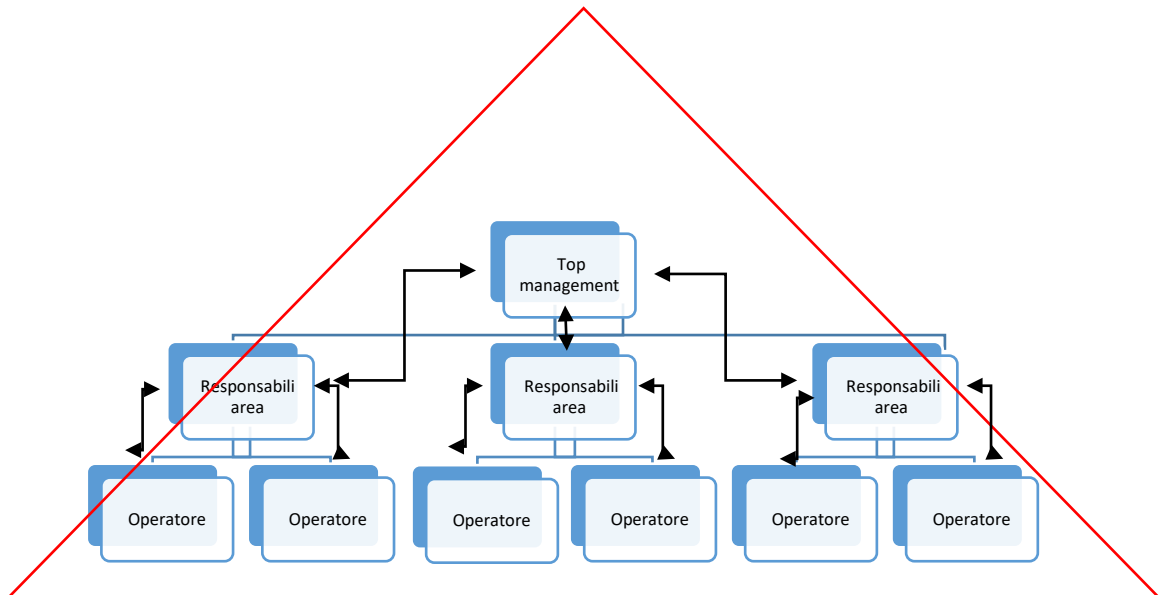 Top
management
Responsabili
area
Responsabili
area
Responsabili
area
Operatore
Operatore
Operatore
Operatore
Operatore
Operatore